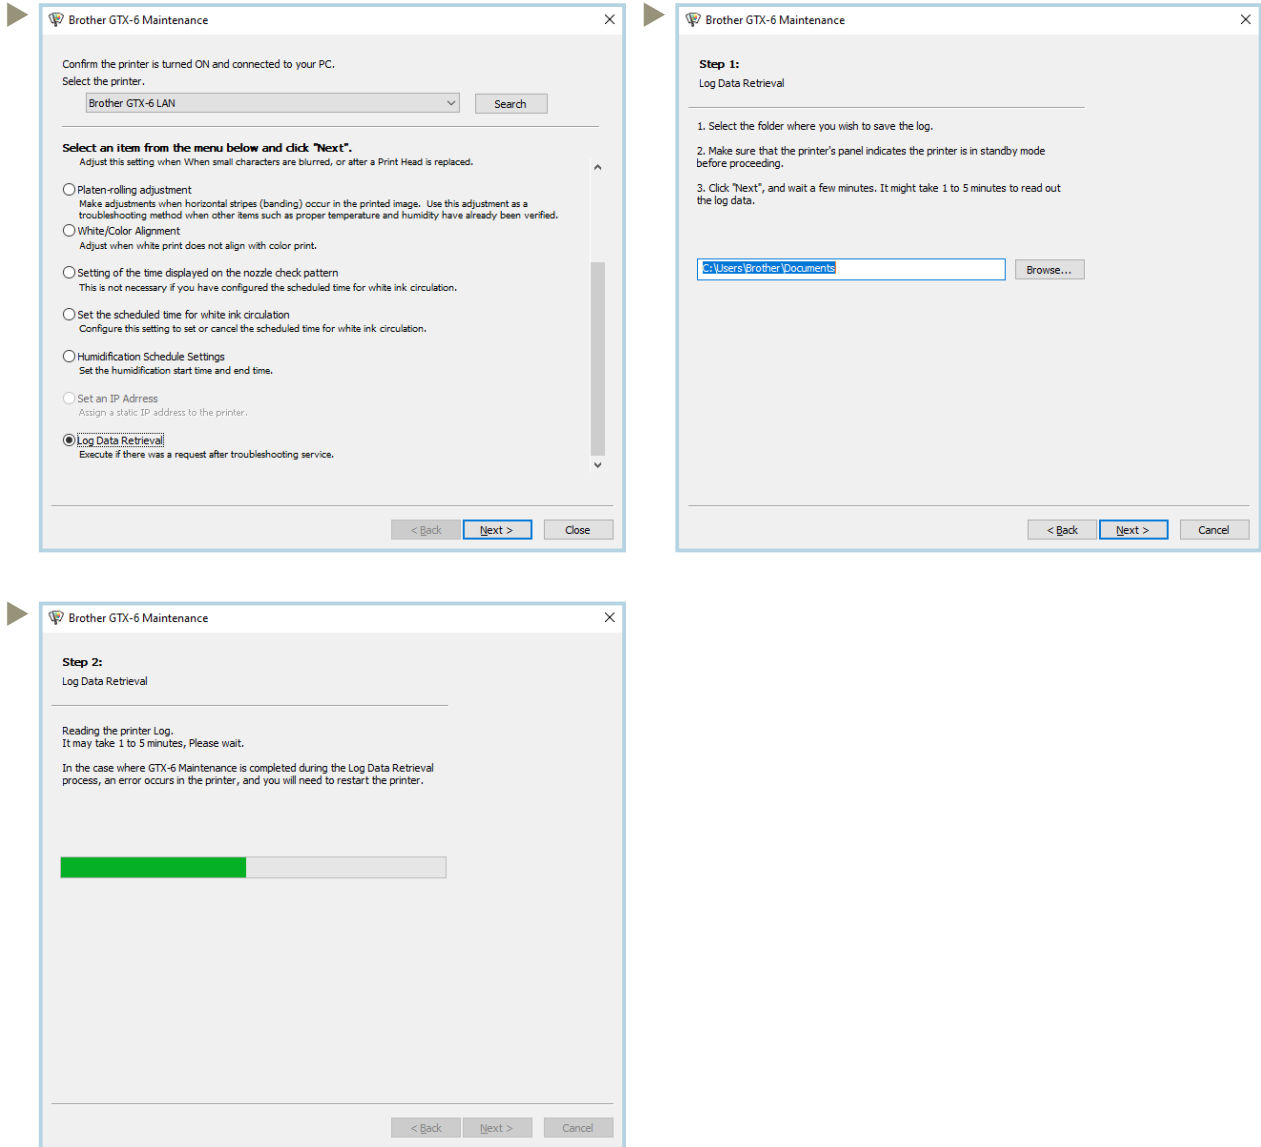 Brother GTX-6 Maintenance
Confirm the printer is turned ON and connected to your PC.
Select the printer.
Brother GTX-6 LAN
Search
Select an item from the menu below and click "Next".
Adjust this setting when When small characters are blurred, or after a Print Head is replaced.
Platen-rolling adjustment
Make adjustments when horizontal stripes (banding) occur in the printed image. Use this adjustment as a
troubleshooting method when other items such as proper temperature and humidity have already been verified.
White/Color Alignment
Adjust when white print does not align with color print.
Setting of the time displayed on the nozzle check pattern
This is not necessary if you have configured the scheduled time for white ink circulation.
Set the scheduled time for white ink circulation
Configure this setting to set or cancel the scheduled time for white ink circulation.
Humidification Schedule Settings
Set the humidification start time and end time.
Set an IP Adrress
Assign a static IP address to the printer.
Log Data Retrieval
Execute if there was a request after troubleshooting service.
< Back
Next >
Close
Brother GTX-6 Maintenance
Step 1:
Log Data Retrieval
1. Select the folder where you wish to save the log.
2. Make sure that the printer's panel indicates the printer is in standby mode
before proceeding.
3. Click "Next", and wait a few minutes. It might take 1 to 5 minutes to read out
the log data.
C:\Users\Brother\Documents
Browse...
< Back
Next >
Cancel
Brother GTX-6 Maintenance
Step 2:
Log Data Retrieval
Reading the printer Log.
It may take 1 to 5 minutes, Please wait.
In the case where GTX-6 Maintenance is completed during the Log Data Retrieval
process, an error occurs in the printer, and you will need to restart the printer.
< Back
Next >
Cancel